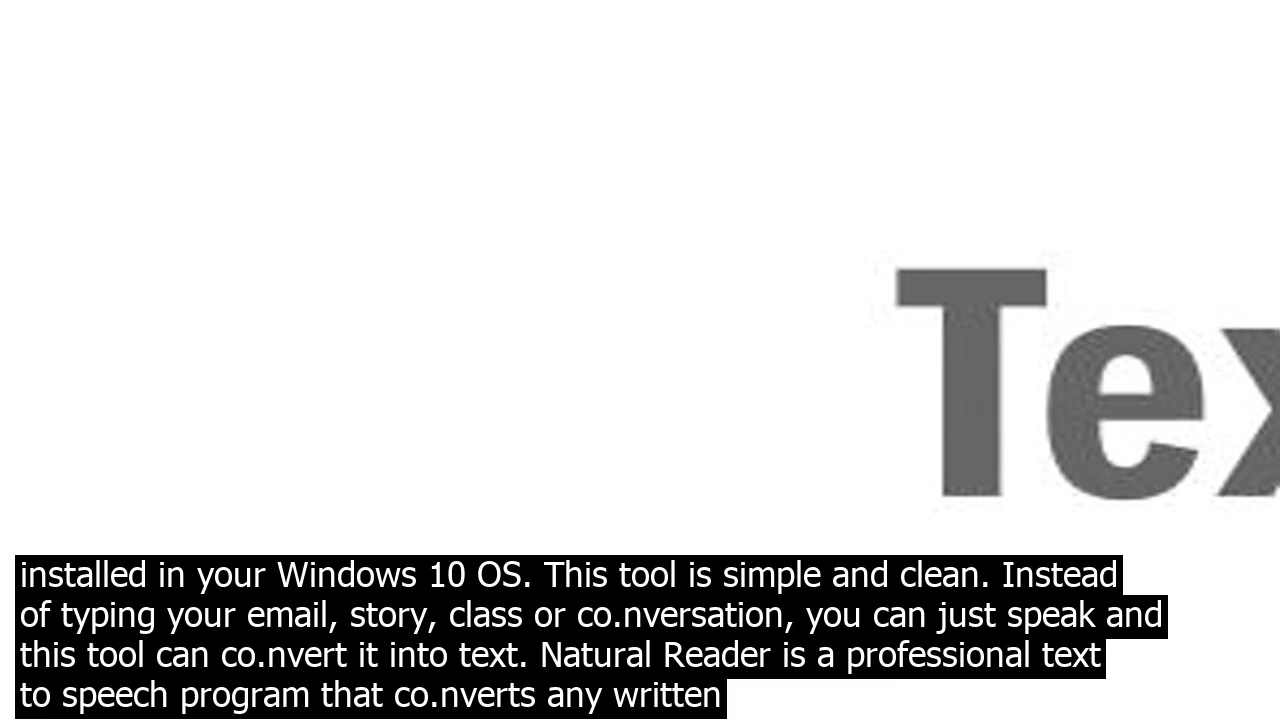 Tex
installed in your Windows 10 OS. This tool is simple and clean. Instead
of typing your email, story, class or co.nversation, you can just speak and
this tool can co.nvert it into text. Natural Reader is a professional text
to speech program that co.nverts any written